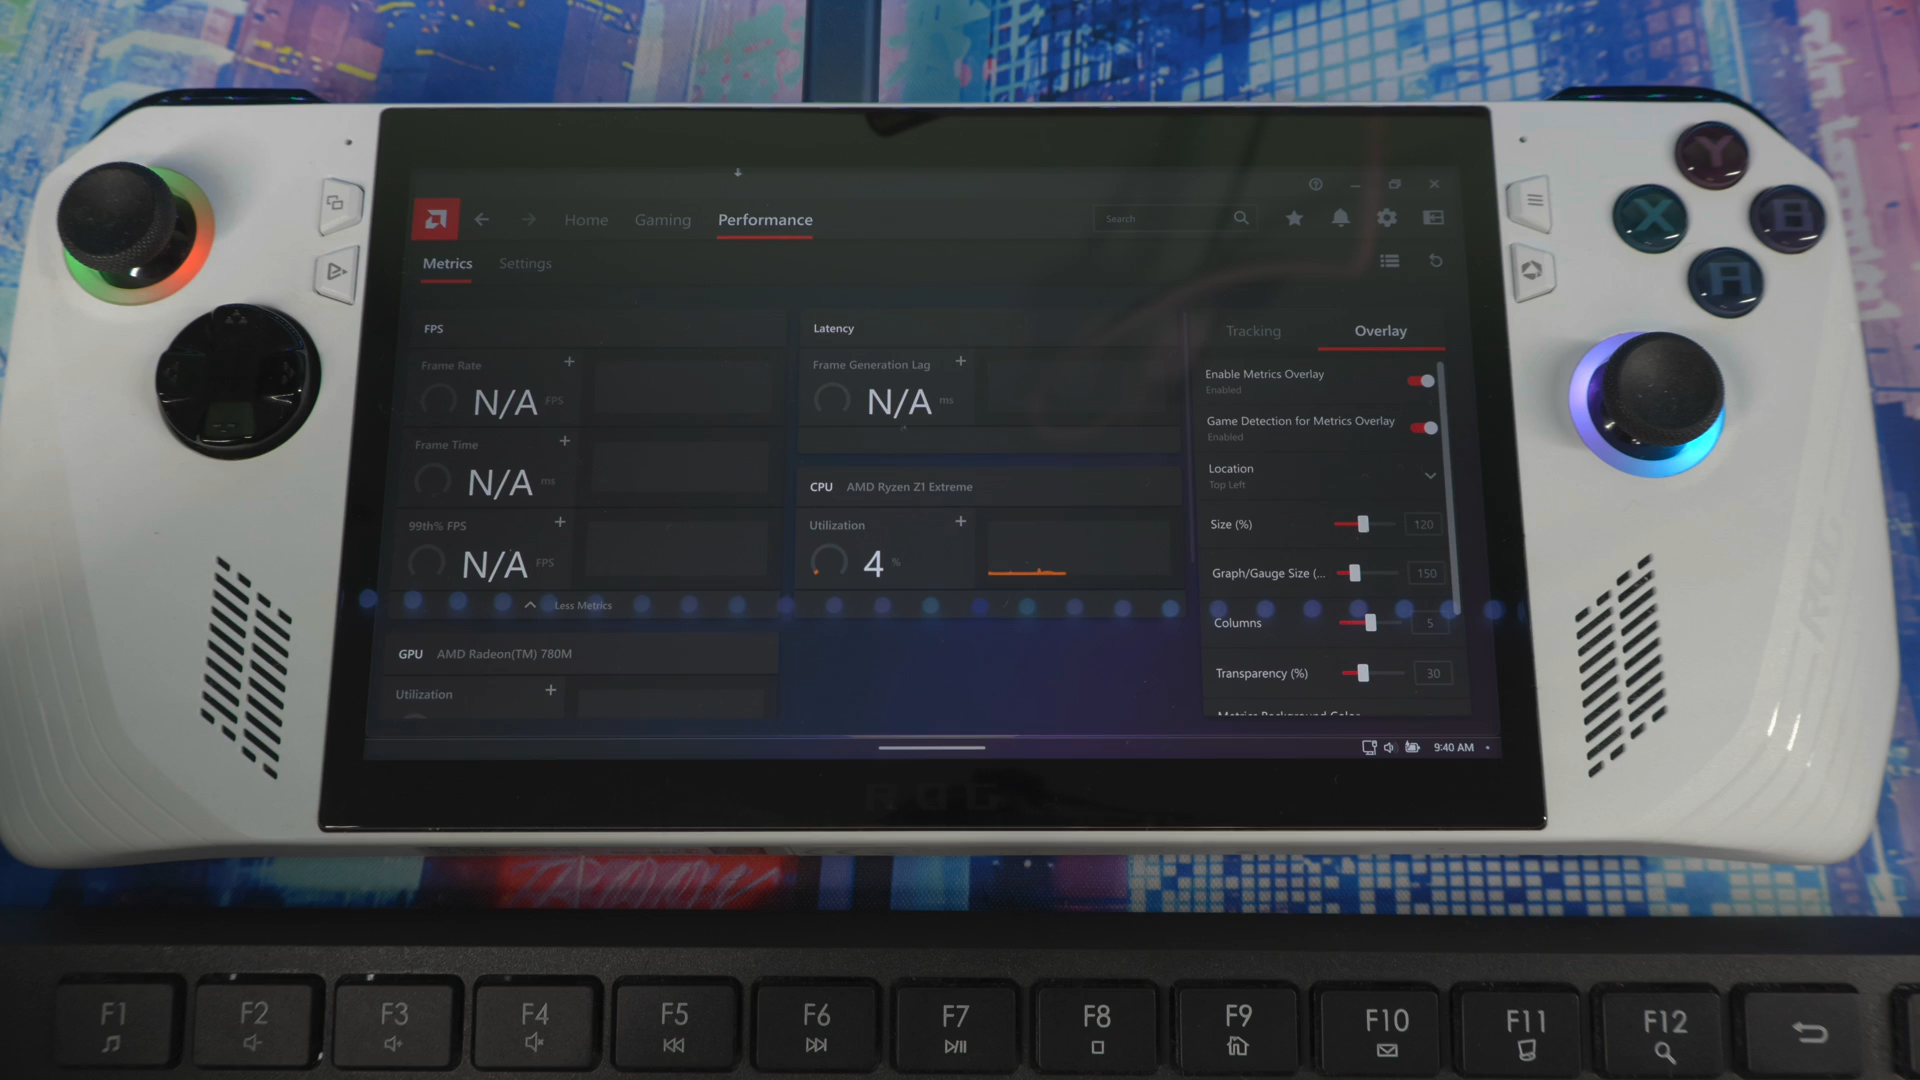 Home Gaming Performance Search
Metrics Settings
FPS
Frame Rate
N/A FPS
Frame Time
N/A ms
99th% FPS
N/A FPS
Less Metrics
GPU AMD Radeon(TM) 780M
Utilization
Latency
Frame Generation Lag
N/A ms
CPU AMD Ryzen Z1 Extreme
Utilization
4 %
Tracking Overlay
Enable Metrics Overlay
Enabled
Game Detection for Metrics Overlay
Enabled
Location
Top Left
Size (%) 120
Graph/Gauge Size (... 150
Columns 5
Transparency (%) 30
Metrics Background Color
9:40 AM
Y
X B
A
ROG
F1 F2 F3 F4 F5 F6 F7 F8 F9 F10 F11 F12